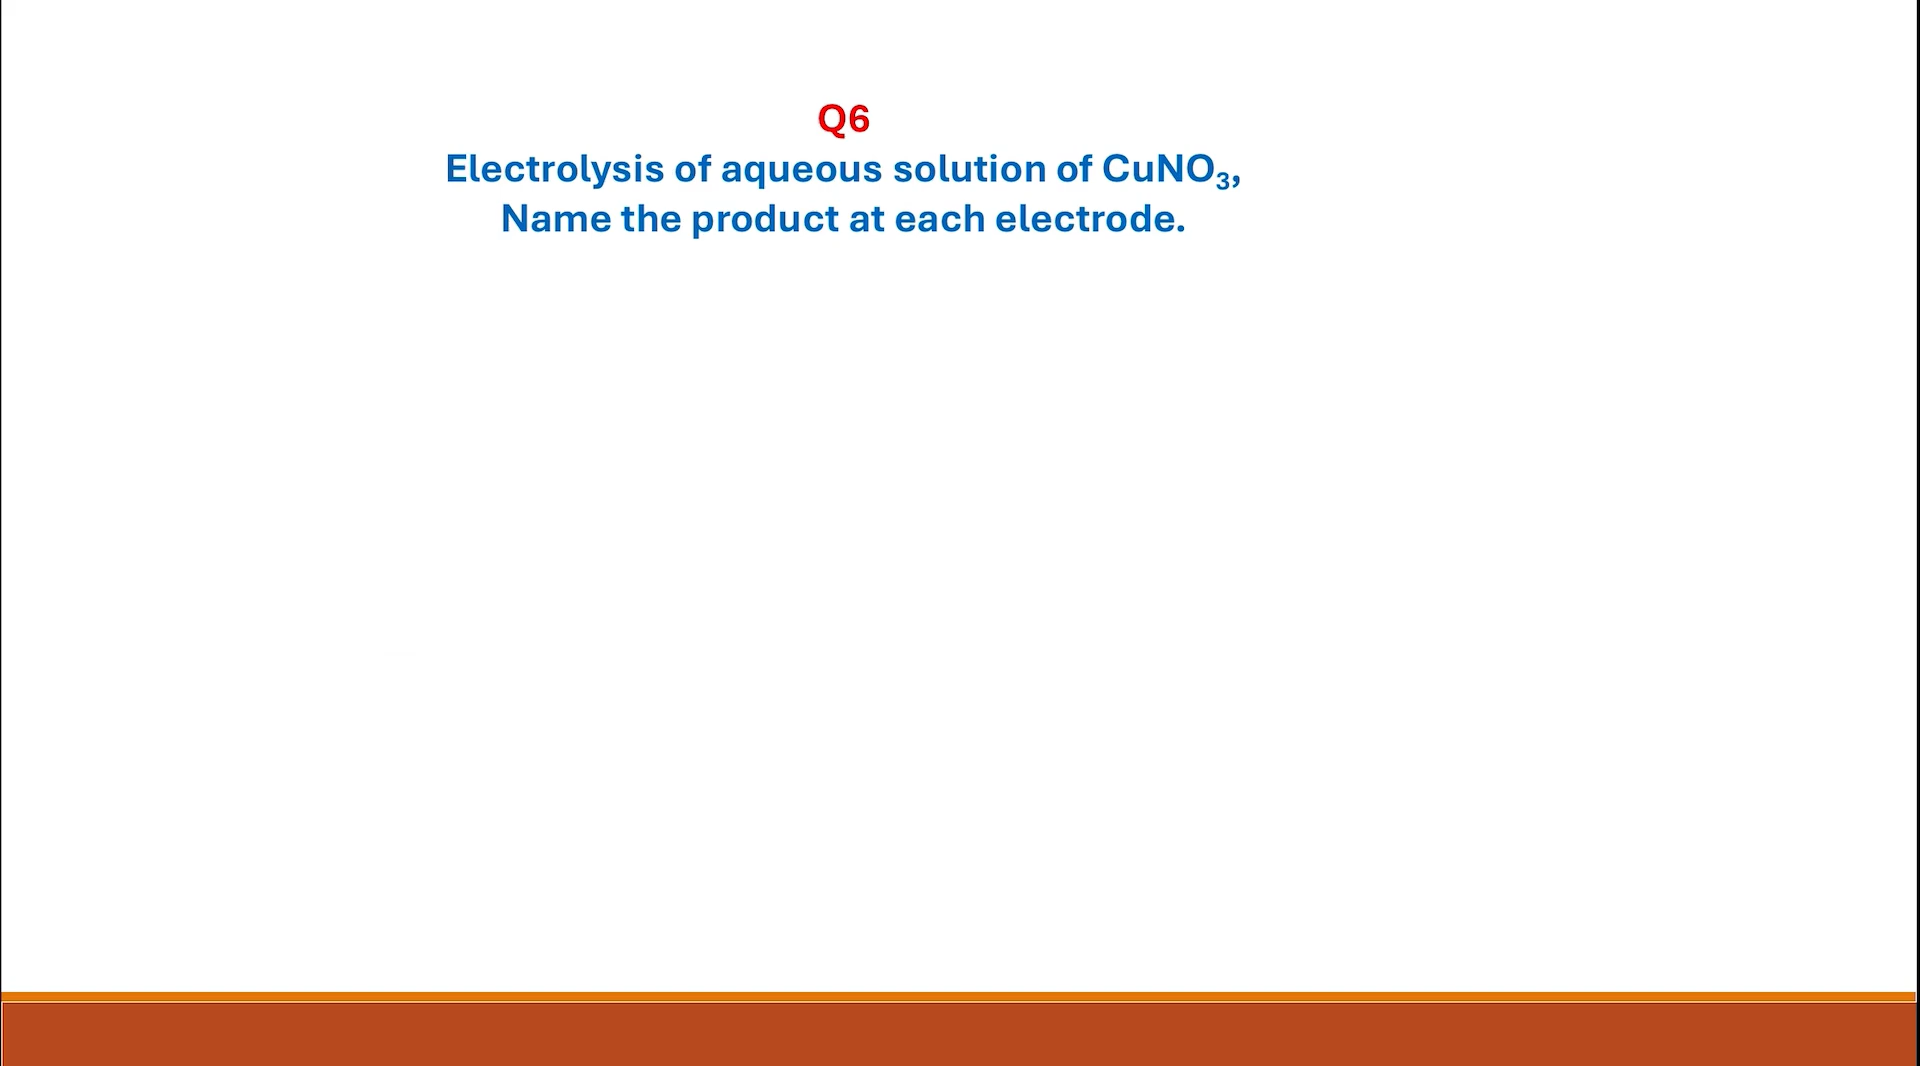 Q6
Electrolysis of aqueous solution of CuNO₃,
Name the product at each electrode.